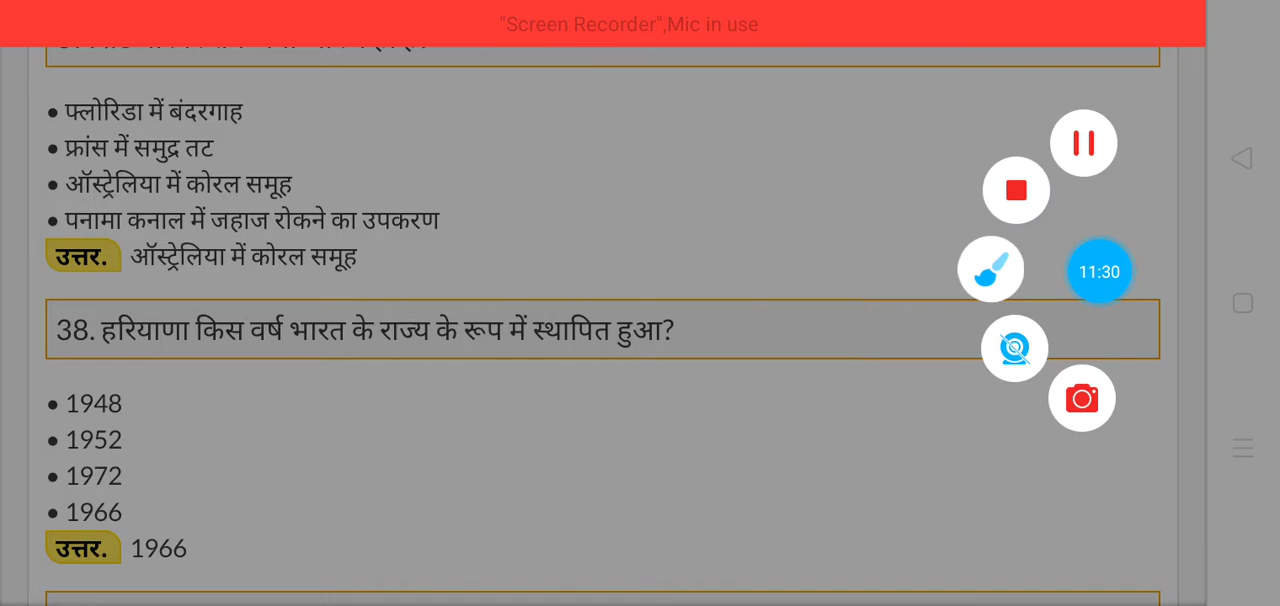 "Screen Recorder",Mic in use
• फ्लोरिडा में बंदरगाह
• फ्रांस में समुद्र तट
• ऑस्ट्रेलिया में कोरल समूह
• पनामा कनाल में जहाज रोकने का उपकरण
उत्तर. ऑस्ट्रेलिया में कोरल समूह
11:30
38. हरियाणा किस वर्ष भारत के राज्य के रूप में स्थापित हुआ?
• 1948
• 1952
• 1972
• 1966
उत्तर. 1966